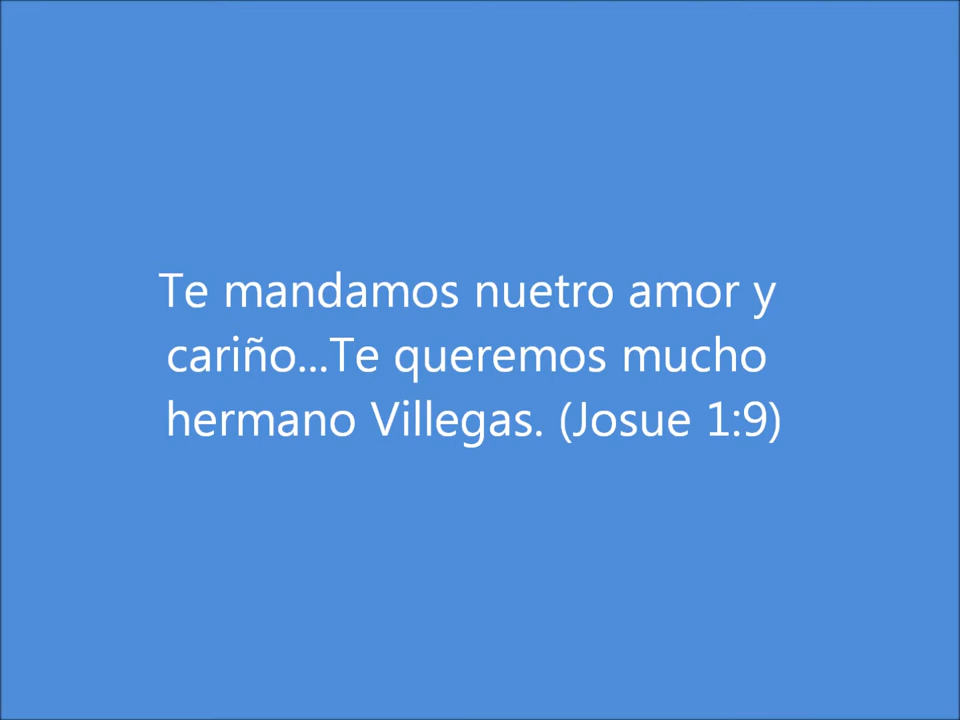 Te mandamos nuetro amor y
cariño...Te queremos mucho
hermano Villegas. (Josue 1:9)